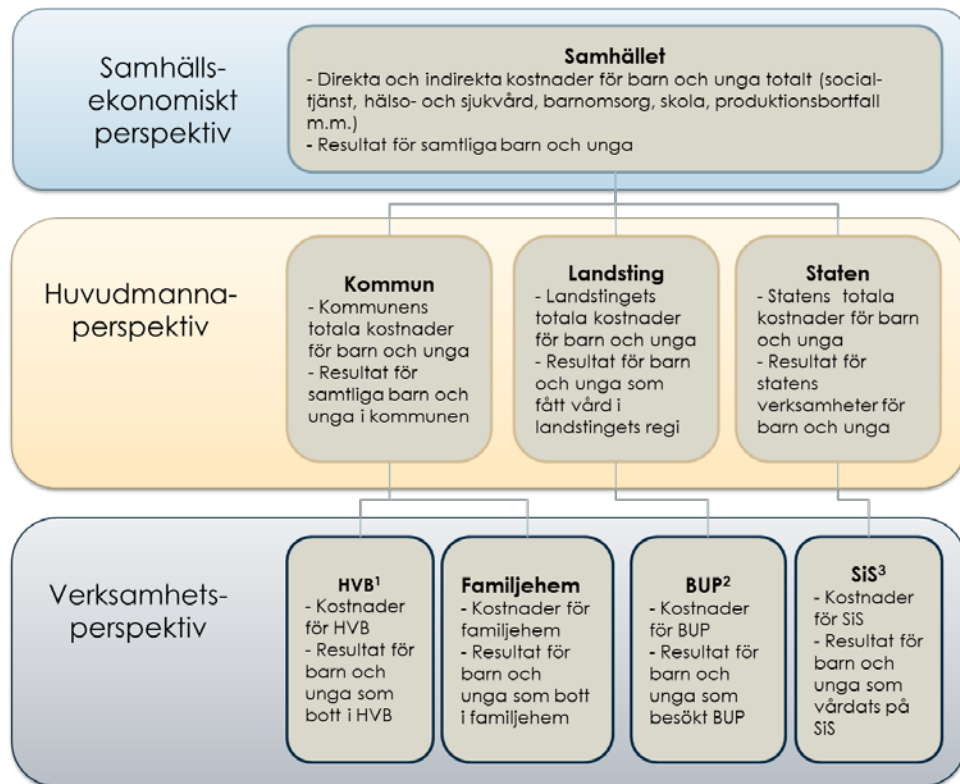 Samhälls-
ekonomiskt
perspektiv
Samhället
- Direkta och indirekta kostnader för barn och unga totalt (social-
tjänst, hälso- och sjukvård, barnomsorg, skola, produktionsbortfall
m.m.)
- Resultat för samtliga barn och unga
Huvudmanna-
perspektiv
Kommun
- Kommunens
totala kostnader
för barn och unga
- Resultat för
samtliga barn och
unga i kommunen
Landsting
- Landstingets
totala kostnader
för barn och unga
- Resultat för barn
och unga som
fått vård i
landstingets regi
Staten
- Statens totala
kostnader för barn
och unga
- Resultat för
statens
verksamheter för
barn och unga
Verksamhets-
perspektiv
HVB¹
- Kostnader
för HVB
- Resultat för
barn och
unga som
bott i HVB
Familjehem
- Kostnader för
familjehem
- Resultat för
barn och
unga som bott
i familjehem
BUP²
- Kostnader
för BUP
- Resultat för
barn och
unga som
besökt BUP
SiS³
- Kostnader
för SiS
- Resultat för
barn och
unga som
vårdats på
SiS